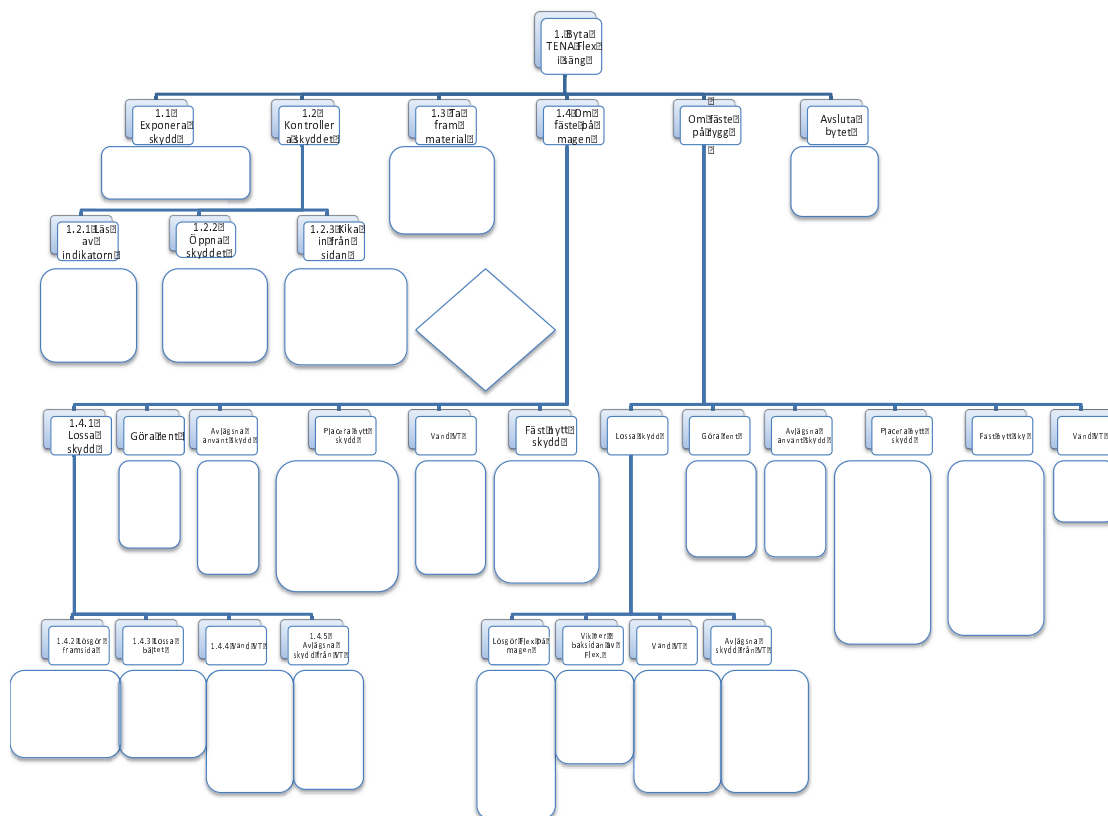 1. Byta
TENA Flex
i säng
1.1
Exponera
skydd
1.2
Kontroller
a skyddet
1.3 Ta
fram
material
1.4 Om
fäste på
magen
Om fäste
på rygg
Avsluta
bytet
1.2.1 Läs
av
indikatorn
1.2.2
Öppna
skyddet
1.2.3 Kika
in från
sidan
1.4.1
Lossa
skydd
Göra rent
Avlägsna
använt skydd
Placera nytt
skydd
Vänd VT
Fäst nytt
skydd
Lossa skydd
Göra rent
Avlägsna
använt skydd
Placera nytt
skydd
Fäst nytt sky
Vänd VT
1.4.2 Lösgör
framsida
1.4.3 Lossa
bältet
1.4.4 Vänd VT
1.4.5
Avlägsna
skydd från VT
Lösgör Flex på
magen
Vik ner
baksidan av
Flex,
Vänd VT
Avlägsna
skydd från VT